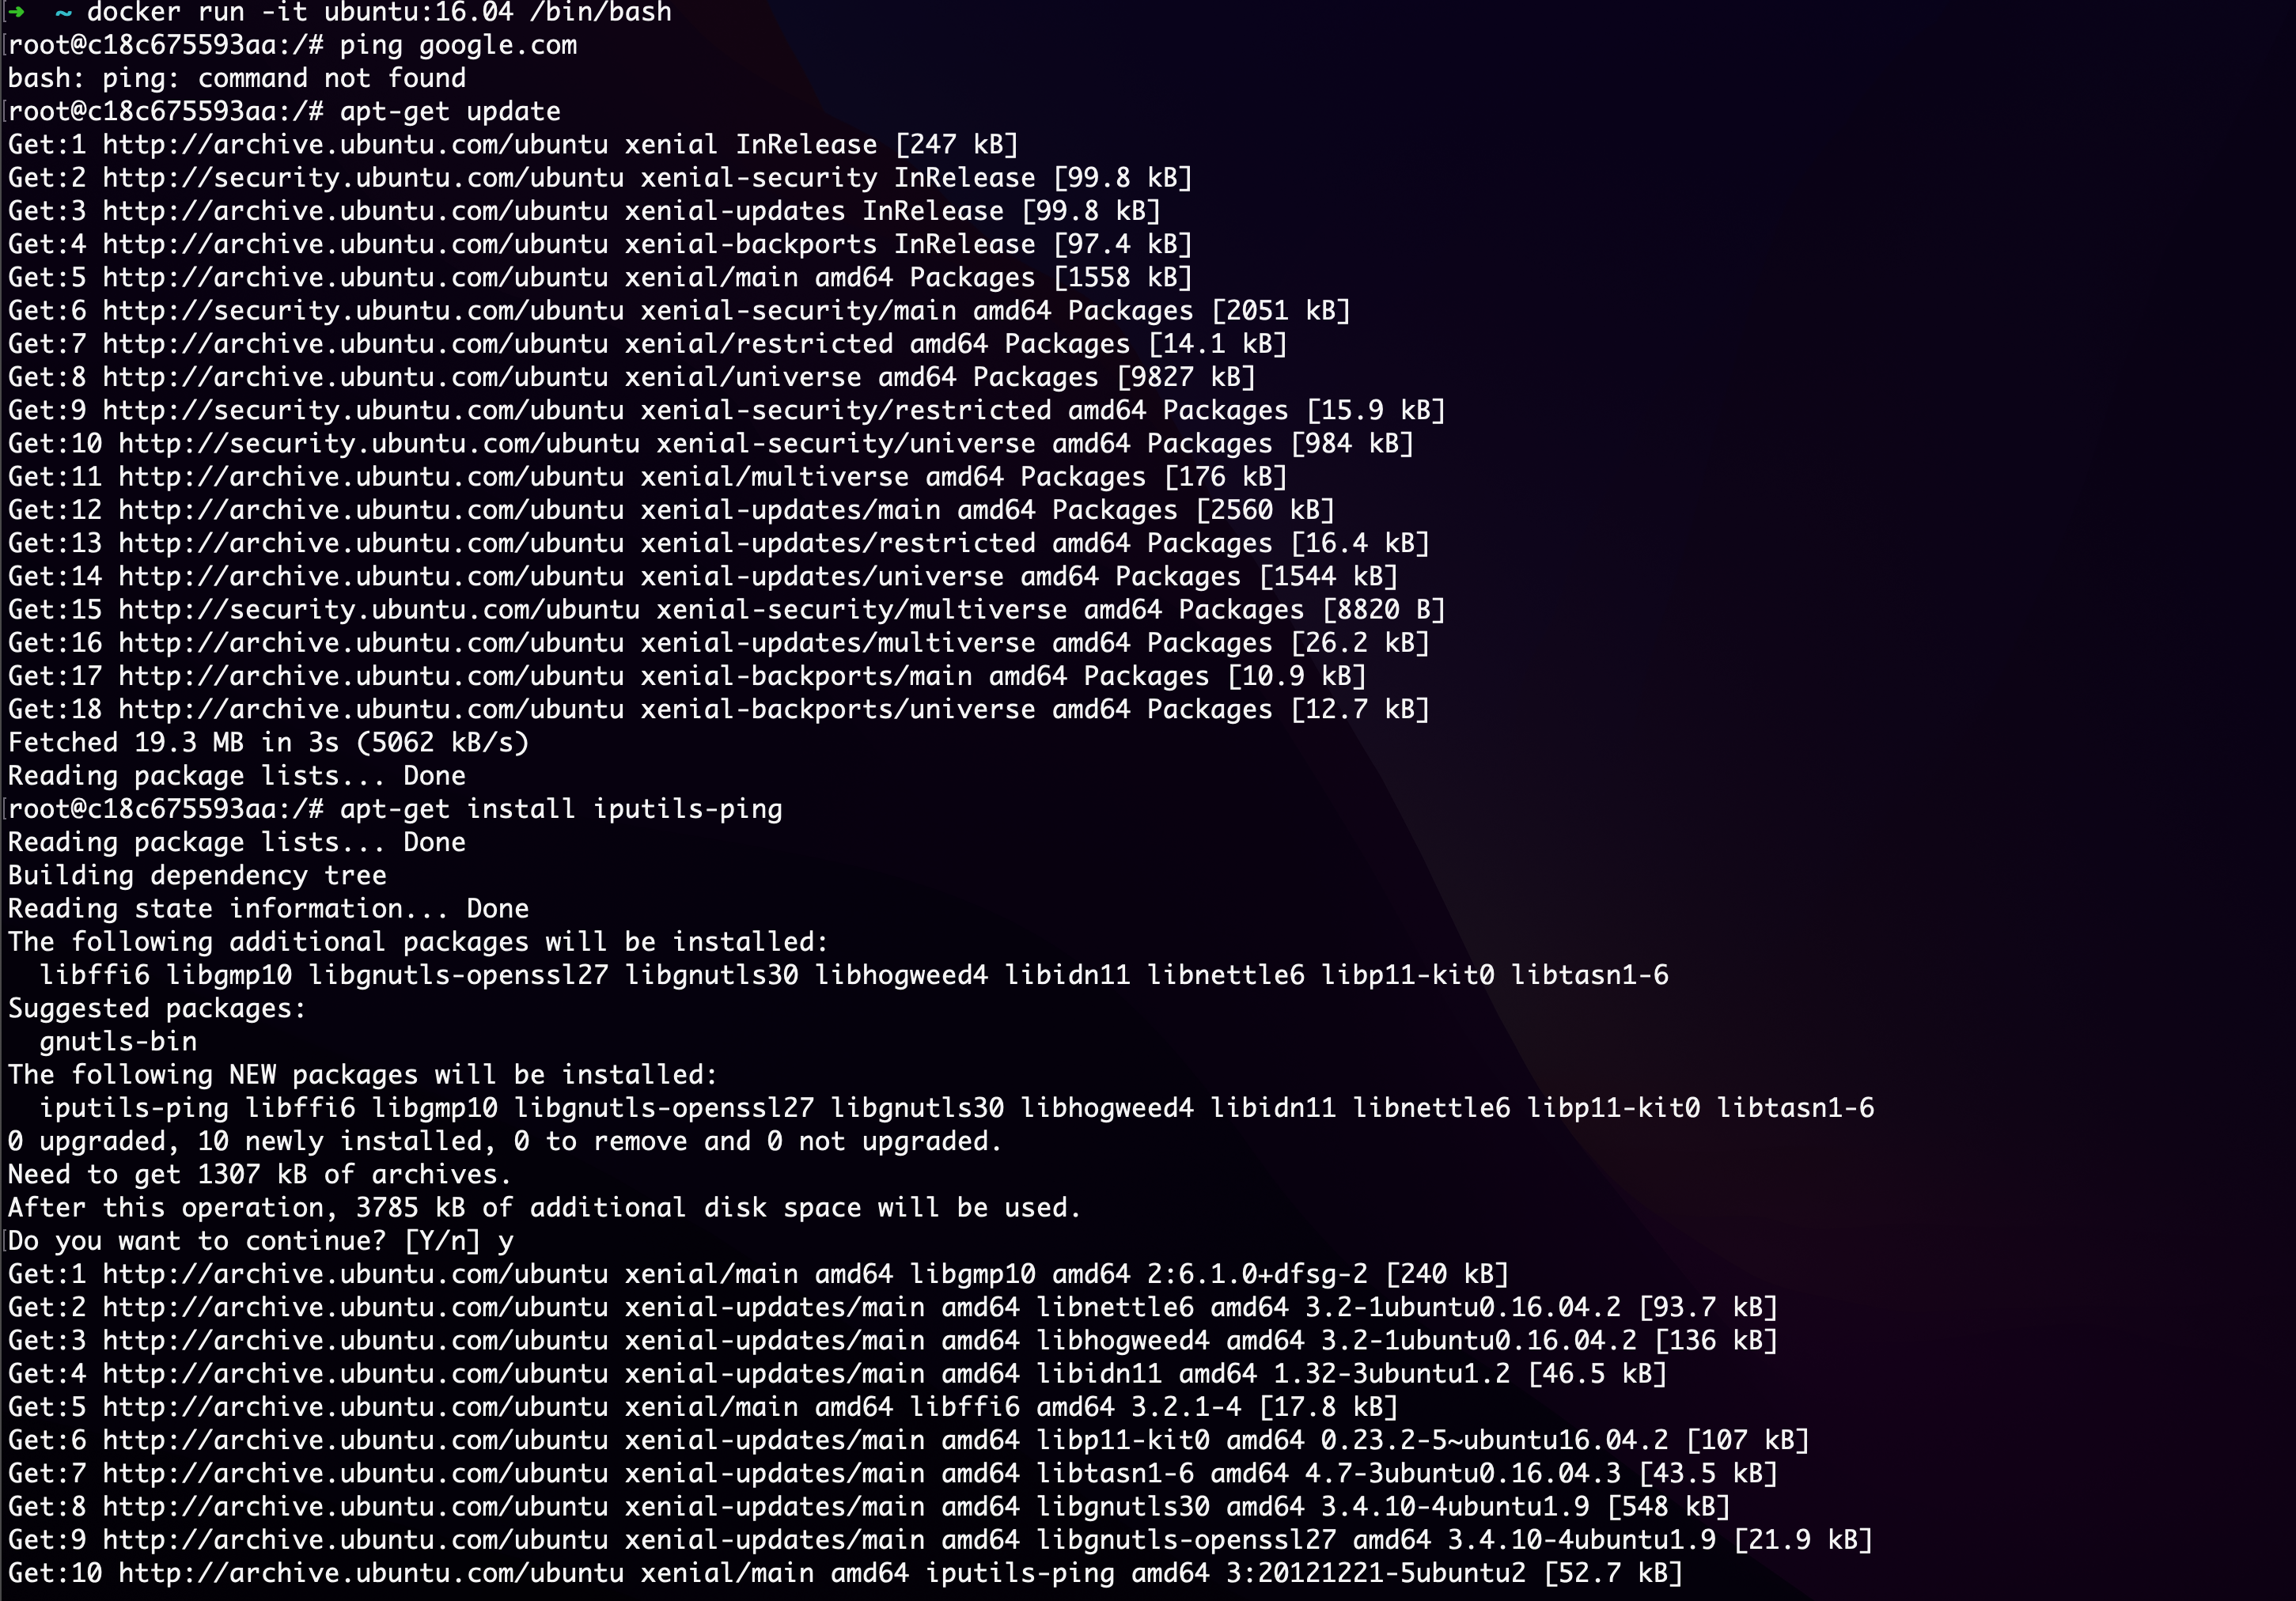 ➜  ~ docker run -it ubuntu:16.04 /bin/bash
root@c18c675593aa:/# ping google.com
bash: ping: command not found
root@c18c675593aa:/# apt-get update
Get:1 http://archive.ubuntu.com/ubuntu xenial InRelease [247 kB]
Get:2 http://security.ubuntu.com/ubuntu xenial-security InRelease [99.8 kB]
Get:3 http://archive.ubuntu.com/ubuntu xenial-updates InRelease [99.8 kB]
Get:4 http://archive.ubuntu.com/ubuntu xenial-backports InRelease [97.4 kB]
Get:5 http://archive.ubuntu.com/ubuntu xenial/main amd64 Packages [1558 kB]
Get:6 http://security.ubuntu.com/ubuntu xenial-security/main amd64 Packages [2051 kB]
Get:7 http://archive.ubuntu.com/ubuntu xenial/restricted amd64 Packages [14.1 kB]
Get:8 http://archive.ubuntu.com/ubuntu xenial/universe amd64 Packages [9827 kB]
Get:9 http://security.ubuntu.com/ubuntu xenial-security/restricted amd64 Packages [15.9 kB]
Get:10 http://security.ubuntu.com/ubuntu xenial-security/universe amd64 Packages [984 kB]
Get:11 http://archive.ubuntu.com/ubuntu xenial/multiverse amd64 Packages [176 kB]
Get:12 http://archive.ubuntu.com/ubuntu xenial-updates/main amd64 Packages [2560 kB]
Get:13 http://archive.ubuntu.com/ubuntu xenial-updates/restricted amd64 Packages [16.4 kB]
Get:14 http://archive.ubuntu.com/ubuntu xenial-updates/universe amd64 Packages [1544 kB]
Get:15 http://security.ubuntu.com/ubuntu xenial-security/multiverse amd64 Packages [8820 B]
Get:16 http://archive.ubuntu.com/ubuntu xenial-updates/multiverse amd64 Packages [26.2 kB]
Get:17 http://archive.ubuntu.com/ubuntu xenial-backports/main amd64 Packages [10.9 kB]
Get:18 http://archive.ubuntu.com/ubuntu xenial-backports/universe amd64 Packages [12.7 kB]
Fetched 19.3 MB in 3s (5062 kB/s)
Reading package lists... Done
root@c18c675593aa:/# apt-get install iputils-ping
Reading package lists... Done
Building dependency tree
Reading state information... Done
The following additional packages will be installed:
  libffi6 libgmp10 libgnutls-openssl27 libgnutls30 libhogweed4 libidn11 libnettle6 libp11-kit0 libtasn1-6
Suggested packages:
  gnutls-bin
The following NEW packages will be installed:
  iputils-ping libffi6 libgmp10 libgnutls-openssl27 libgnutls30 libhogweed4 libidn11 libnettle6 libp11-kit0 libtasn1-6
0 upgraded, 10 newly installed, 0 to remove and 0 not upgraded.
Need to get 1307 kB of archives.
After this operation, 3785 kB of additional disk space will be used.
Do you want to continue? [Y/n] y
Get:1 http://archive.ubuntu.com/ubuntu xenial/main amd64 libgmp10 amd64 2:6.1.0+dfsg-2 [240 kB]
Get:2 http://archive.ubuntu.com/ubuntu xenial-updates/main amd64 libnettle6 amd64 3.2-1ubuntu0.16.04.2 [93.7 kB]
Get:3 http://archive.ubuntu.com/ubuntu xenial-updates/main amd64 libhogweed4 amd64 3.2-1ubuntu0.16.04.2 [136 kB]
Get:4 http://archive.ubuntu.com/ubuntu xenial-updates/main amd64 libidn11 amd64 1.32-3ubuntu1.2 [46.5 kB]
Get:5 http://archive.ubuntu.com/ubuntu xenial/main amd64 libffi6 amd64 3.2.1-4 [17.8 kB]
Get:6 http://archive.ubuntu.com/ubuntu xenial-updates/main amd64 libp11-kit0 amd64 0.23.2-5~ubuntu16.04.2 [107 kB]
Get:7 http://archive.ubuntu.com/ubuntu xenial-updates/main amd64 libtasn1-6 amd64 4.7-3ubuntu0.16.04.3 [43.5 kB]
Get:8 http://archive.ubuntu.com/ubuntu xenial-updates/main amd64 libgnutls30 amd64 3.4.10-4ubuntu1.9 [548 kB]
Get:9 http://archive.ubuntu.com/ubuntu xenial-updates/main amd64 libgnutls-openssl27 amd64 3.4.10-4ubuntu1.9 [21.9 kB]
Get:10 http://archive.ubuntu.com/ubuntu xenial/main amd64 iputils-ping amd64 3:20121221-5ubuntu2 [52.7 kB]